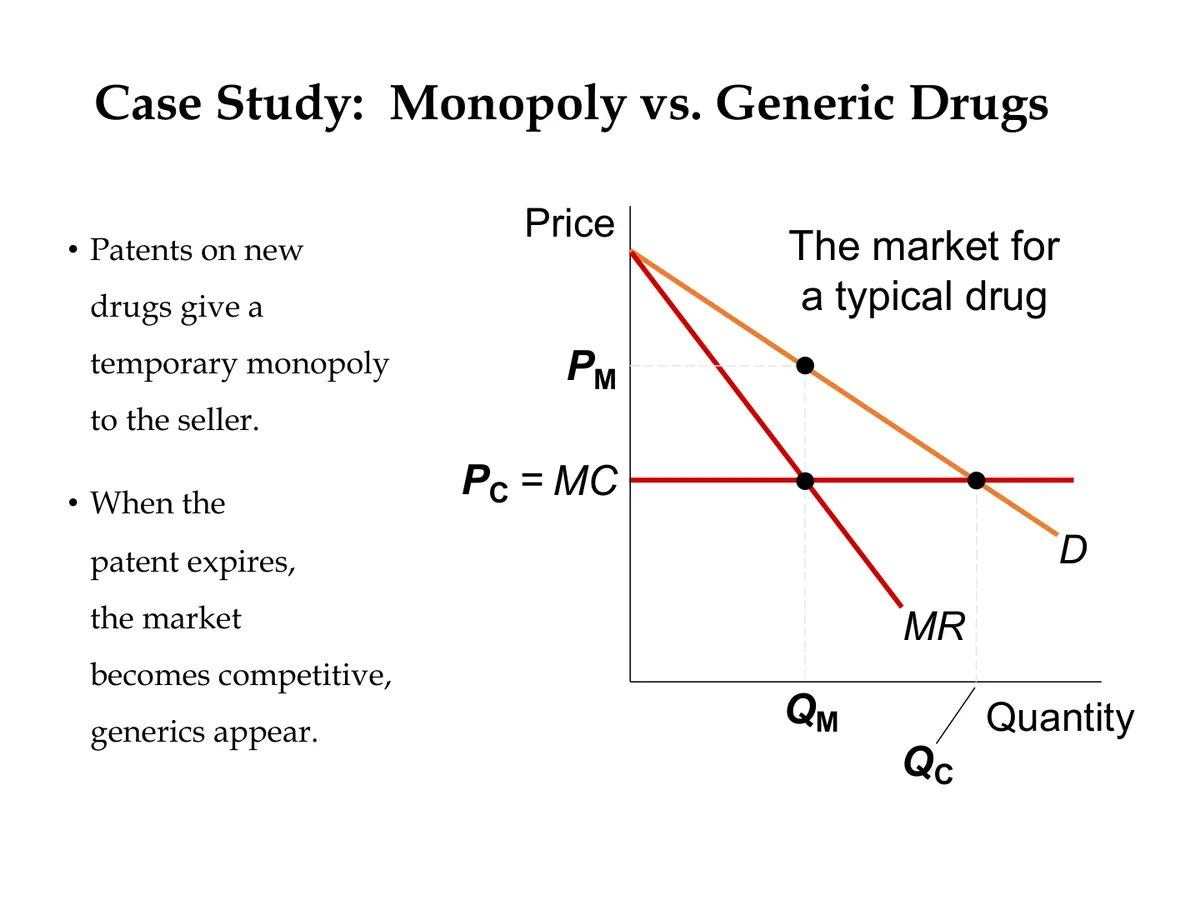 Case Study:  Monopoly vs. Generic Drugs
• Patents on new
drugs give a
temporary monopoly
to the seller.
• When the
patent expires,
the market
becomes competitive,
generics appear.
Price
The market for
a typical drug
PM
PC = MC
D
MR
QM
Quantity
QC